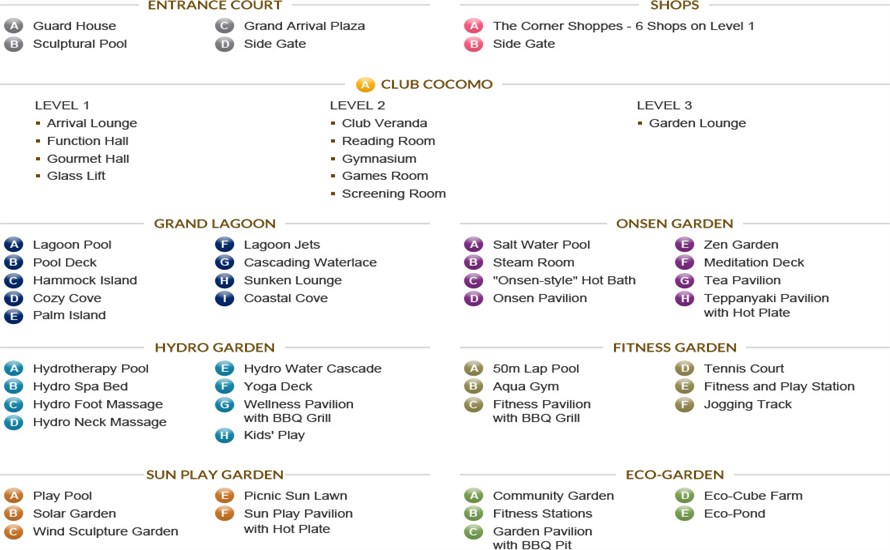 ENTRANCE COURT
A Guard House
B Sculptural Pool
C Grand Arrival Plaza
D Side Gate
SHOPS
A The Corner Shoppes - 6 Shops on Level 1
B Side Gate
A CLUB COCOMO
LEVEL 1
▪ Arrival Lounge
▪ Function Hall
▪ Gourmet Hall
▪ Glass Lift
LEVEL 2
▪ Club Veranda
▪ Reading Room
▪ Gymnasium
▪ Games Room
▪ Screening Room
LEVEL 3
▪ Garden Lounge
GRAND LAGOON
A Lagoon Pool
B Pool Deck
C Hammock Island
D Cozy Cove
E Palm Island
F Lagoon Jets
G Cascading Waterlace
H Sunken Lounge
I Coastal Cove
ONSEN GARDEN
A Salt Water Pool
B Steam Room
C "Onsen-style" Hot Bath
D Onsen Pavilion
E Zen Garden
F Meditation Deck
G Tea Pavilion
H Teppanyaki Pavilion
with Hot Plate
HYDRO GARDEN
A Hydrotherapy Pool
B Hydro Spa Bed
C Hydro Foot Massage
D Hydro Neck Massage
E Hydro Water Cascade
F Yoga Deck
G Wellness Pavilion
with BBQ Grill
H Kids' Play
FITNESS GARDEN
A 50m Lap Pool
B Aqua Gym
C Fitness Pavilion
with BBQ Grill
D Tennis Court
E Fitness and Play Station
F Jogging Track
SUN PLAY GARDEN
A Play Pool
B Solar Garden
C Wind Sculpture Garden
E Picnic Sun Lawn
F Sun Play Pavilion
with Hot Plate
ECO-GARDEN
A Community Garden
B Fitness Stations
C Garden Pavilion
with BBQ Pit
D Eco-Cube Farm
E Eco-Pond